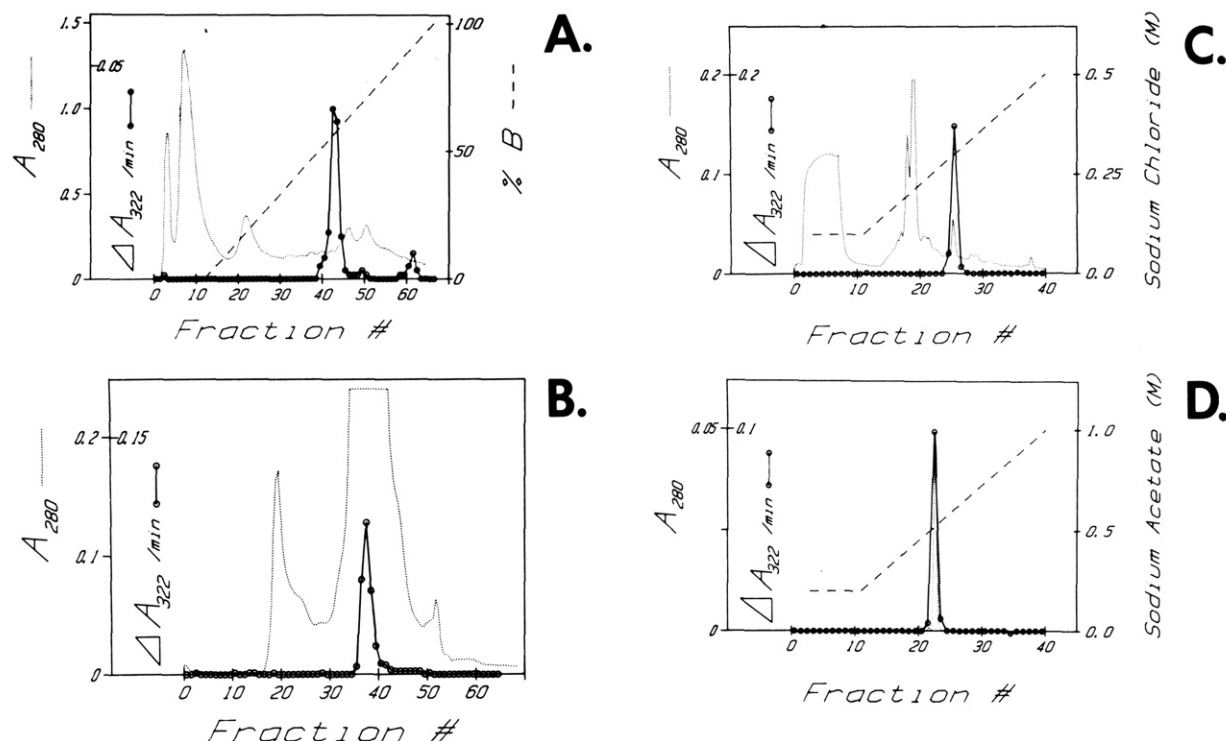 A.
1.5
1.0
0.5
0
0.05
A280
ΔA322/min
100
50
0
% B
0 10 20 30 40 50 60
Fraction #
B.
0.2
0.1
0
0.15
A280
ΔA322/min
0 10 20 30 40 50 60
Fraction #
C.
0.2
0.1
0.0
0.2
A280
ΔA322/min
0.5
0.25
0.0
Sodium Chloride (M)
0 10 20 30 40
Fraction #
D.
0.05
0
0.1
A280
ΔA322/min
1.0
0.5
0.0
Sodium Acetate (M)
0 10 20 30 40
Fraction #